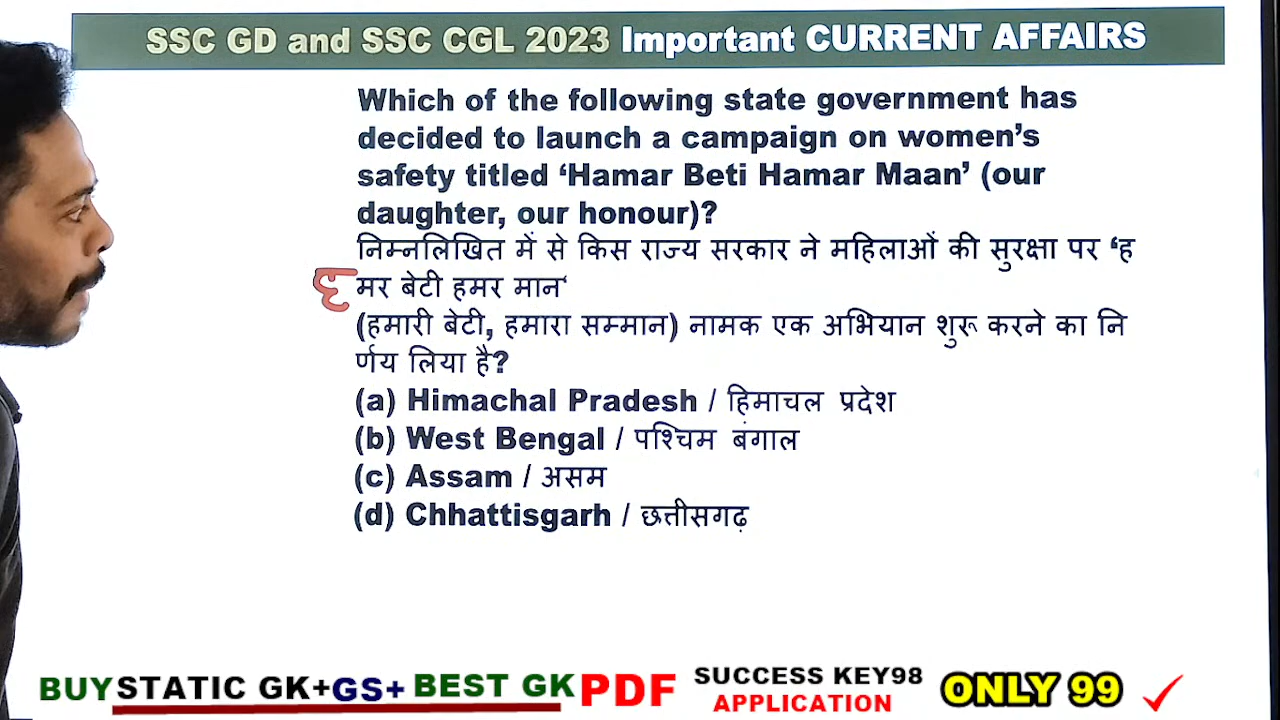 SSC GD and SSC CGL 2023 Important CURRENT AFFAIRS
Which of the following state government has
decided to launch a campaign on women's
safety titled ‘Hamar Beti Hamar Maan’ (our
daughter, our honour)?
निम्नलिखित में से किस राज्य सरकार ने महिलाओं की सुरक्षा पर ‘ह
ह मर बेटी हमर मान‘
(हमारी बेटी, हमारा सम्मान) नामक एक अभियान शुरू करने का नि
र्णय लिया है?
(a) Himachal Pradesh / हिमाचल प्रदेश
(b) West Bengal / पश्चिम बंगाल
(c) Assam / असम
(d) Chhattisgarh / छत्तीसगढ़
BUY STATIC GK+GS+ BEST GK PDF SUCCESS KEY98 APPLICATION ONLY 99